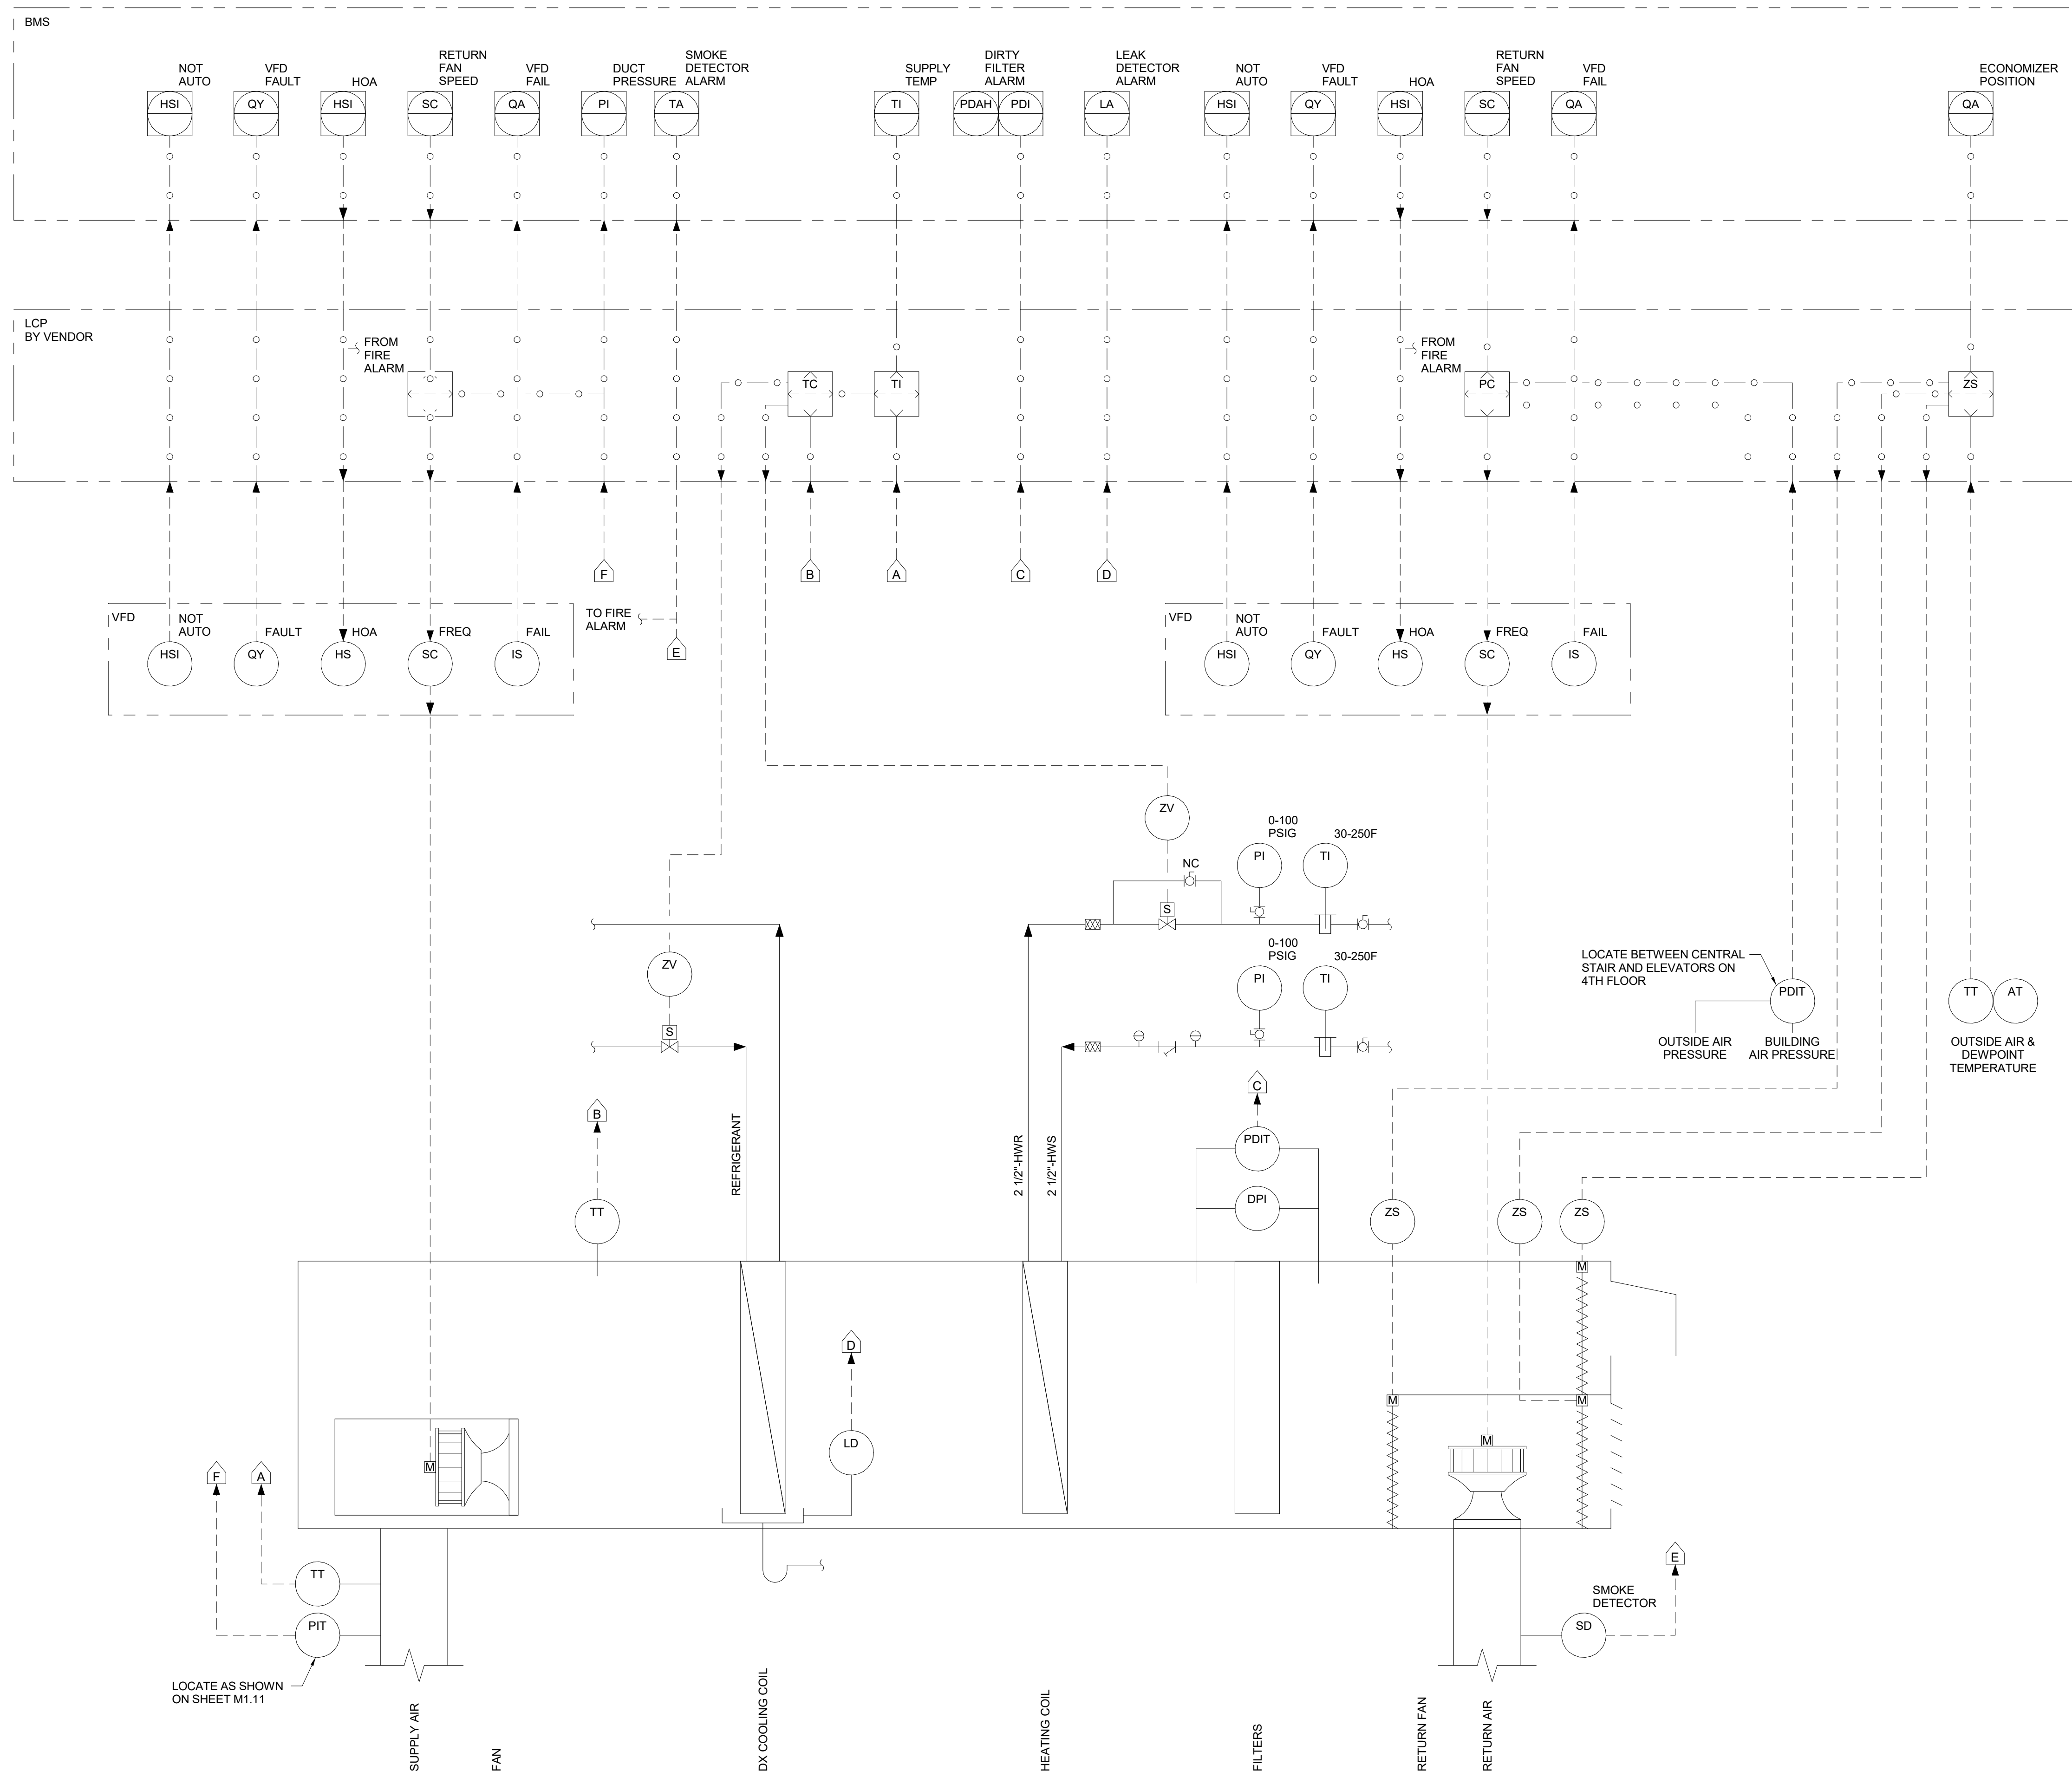 BMS
NOT
AUTO
VFD
FAULT
HOA
RETURN
FAN
SPEED
VFD
FAIL
DUCT
PRESSURE
SMOKE
DETECTOR
ALARM
SUPPLY
TEMP
DIRTY
FILTER
ALARM
LEAK
DETECTOR
ALARM
NOT
AUTO
VFD
FAULT
HOA
RETURN
FAN
SPEED
VFD
FAIL
ECONOMIZER
POSITION
HSI
QY
HSI
SC
QA
PI
TA
TI
PDAH
PDI
LA
HSI
QY
HSI
SC
QA
QA
LCP
BY VENDOR
FROM
FIRE
ALARM
TC
TI
FROM
FIRE
ALARM
PC
ZS
F
B
A
C
D
VFD
NOT
AUTO
FAULT
HOA
FREQ
FAIL
HSI
QY
HS
SC
IS
TO FIRE
ALARM
E
VFD
NOT
AUTO
FAULT
HOA
FREQ
FAIL
HSI
QY
HS
SC
IS
ZV
0-100
PSIG
30-250F
PI
TI
NC
S
0-100
PSIG
30-250F
ZV
PI
TI
S
LOCATE BETWEEN CENTRAL
STAIR AND ELEVATORS ON
4TH FLOOR
PDIT
TT
AT
OUTSIDE AIR
PRESSURE
BUILDING
AIR PRESSURE
OUTSIDE AIR &
DEWPOINT
TEMPERATURE
B
C
REFRIGERANT
2 1/2"-HWR
2 1/2"-HWS
PDIT
DPI
TT
ZS
ZS
ZS
M
D
M
M
LD
M
M
F
A
TT
PIT
LOCATE AS SHOWN
ON SHEET M1.11
E
SMOKE
DETECTOR
SD
SUPPLY AIR
FAN
DX COOLING COIL
HEATING COIL
FILTERS
RETURN FAN
RETURN AIR